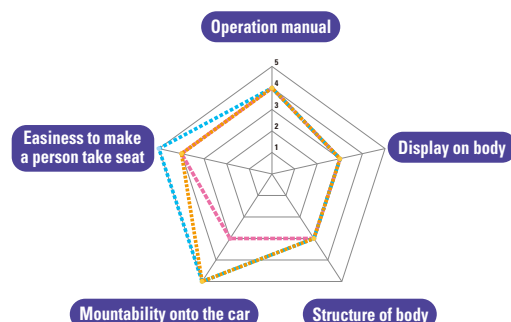 Operation manual
5
4
3
2
1
Easiness to make
a person take seat
Display on body
Mountability onto the car
Structure of body